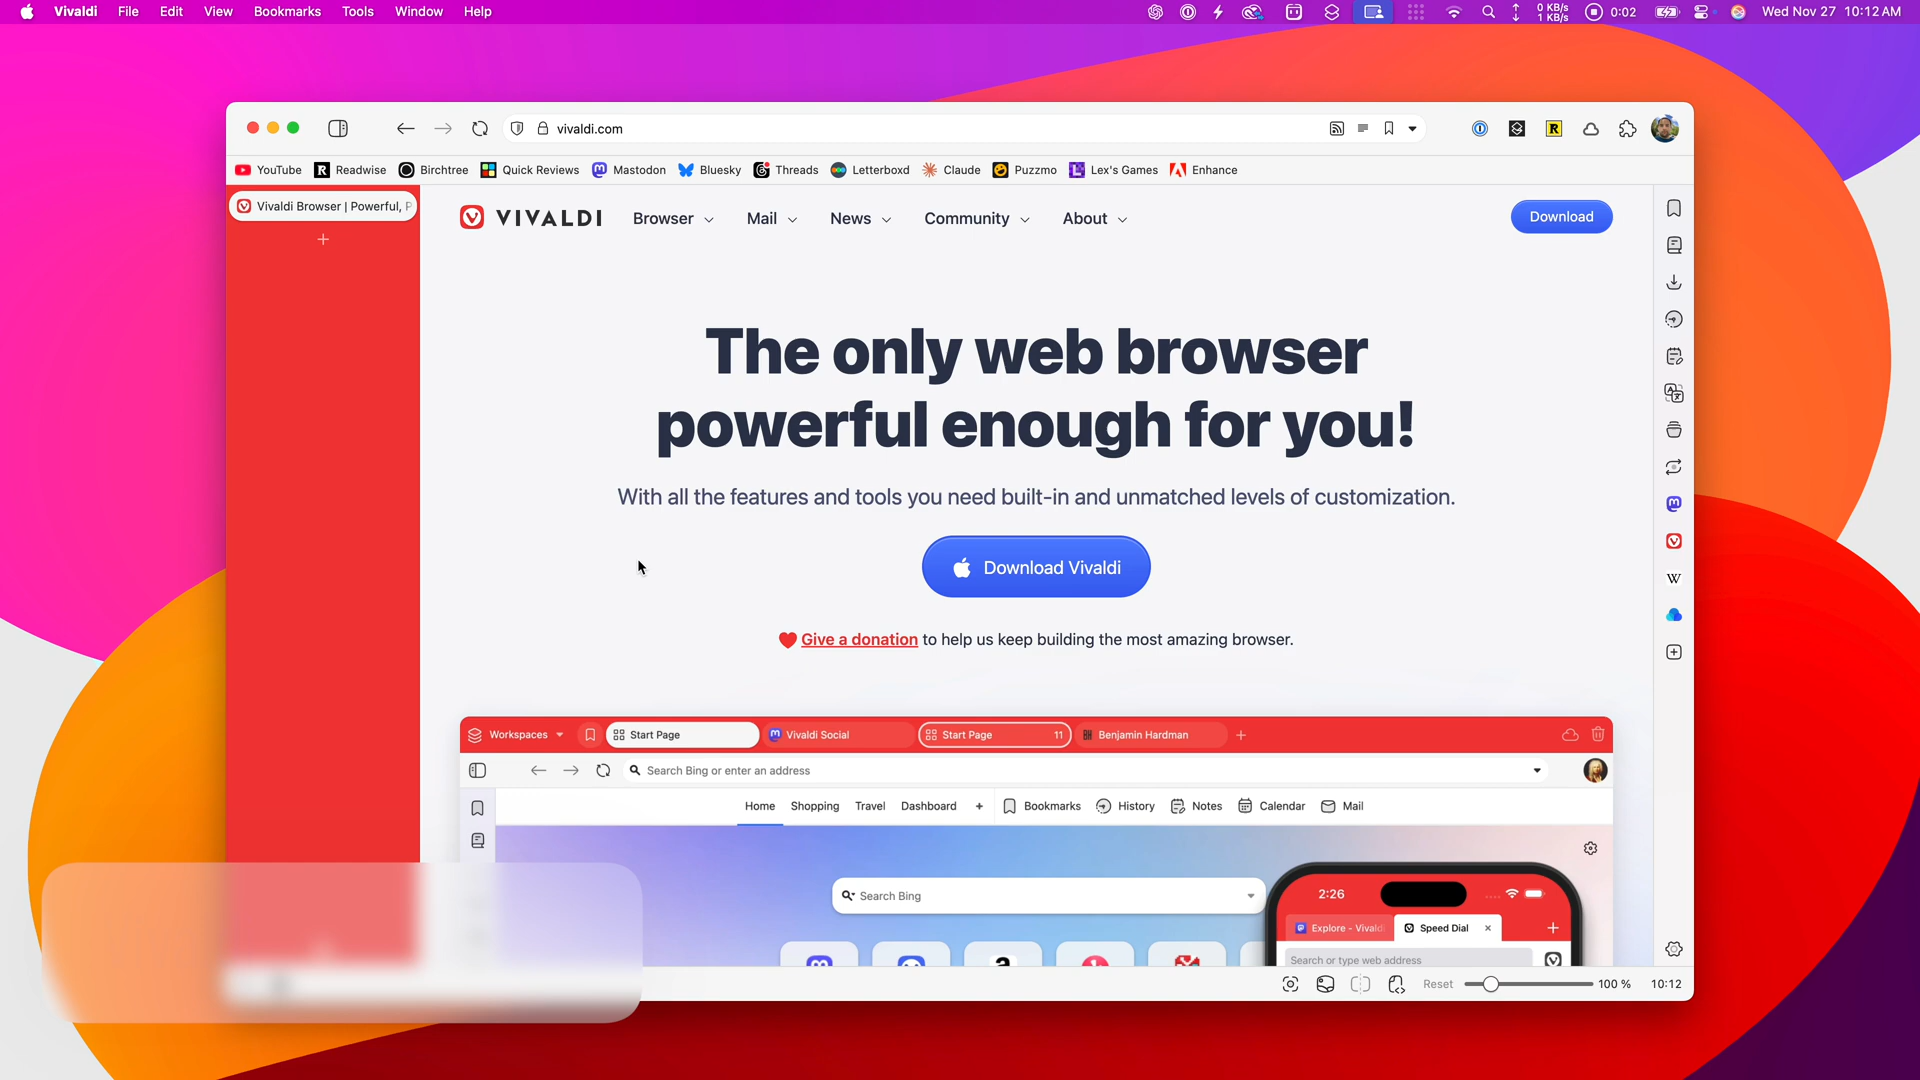 Vivaldi File Edit View Bookmarks Tools Window Help
0 KB/s
1 KB/s
0:02
Wed Nov 27 10:12 AM
vivaldi.com
R
YouTube Readwise Birchtree Quick Reviews Mastodon Bluesky Threads Letterboxd Claude Puzzmo Lex's Games Enhance
Vivaldi Browser | Powerful, P
VIVALDI
Browser Mail News Community About
Download
The only web browser
powerful enough for you!
With all the features and tools you need built-in and unmatched levels of customization.
Download Vivaldi
Give a donation to help us keep building the most amazing browser.
W
Workspaces Start Page Vivaldi Social Start Page 11 Benjamin Hardman
Search Bing or enter an address
Home Shopping Travel Dashboard Bookmarks History Notes Calendar Mail
Search Bing
2:26
Explore - Vivald Speed Dial
Search or type web address
Reset 100 % 10:12